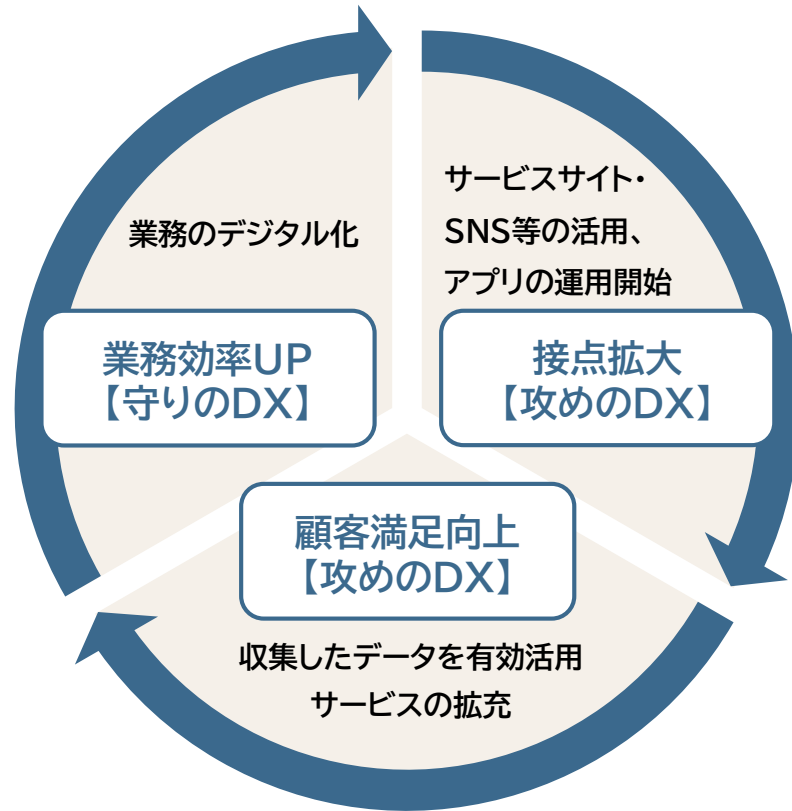 業務のデジタル化
業務効率UP
【守りのDX】
サービスサイト・
SNS等の活用、
アプリの運用開始
接点拡大
【攻めのDX】
顧客満足向上
【攻めのDX】
収集したデータを有効活用
サービスの拡充